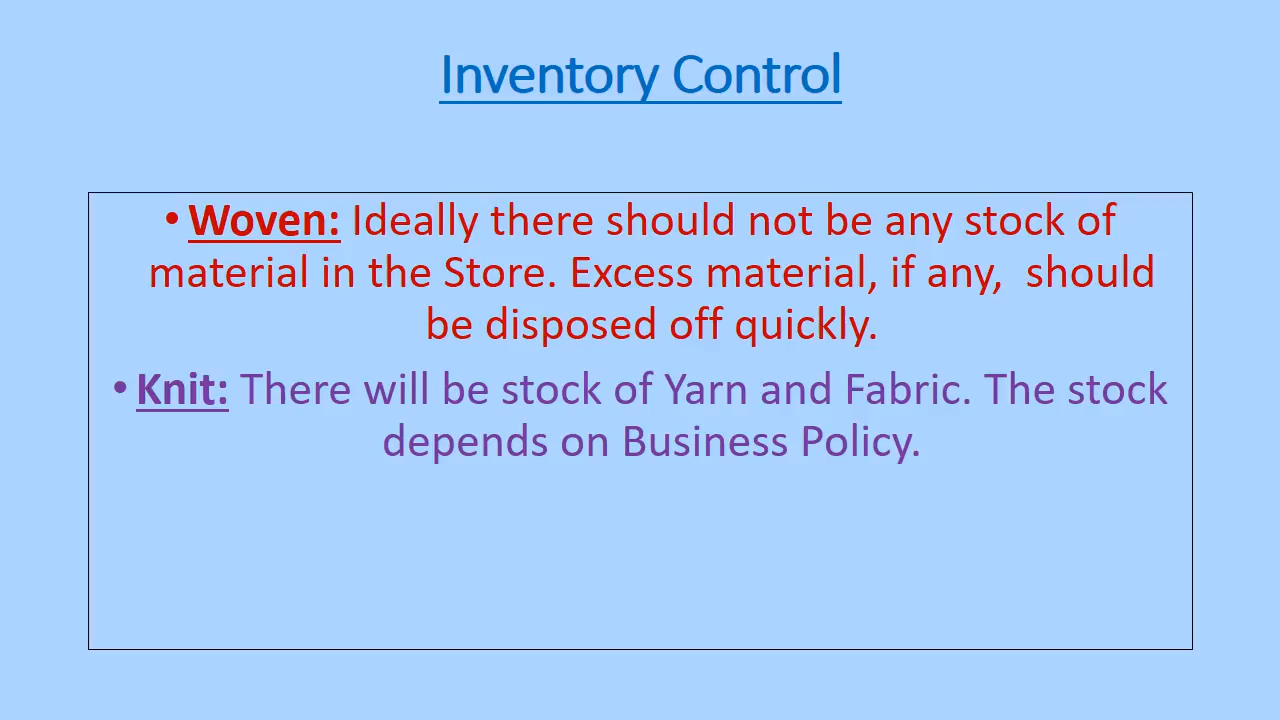 Inventory Control
• Woven: Ideally there should not be any stock of
material in the Store. Excess material, if any,  should
be disposed off quickly.
• Knit: There will be stock of Yarn and Fabric. The stock
depends on Business Policy.